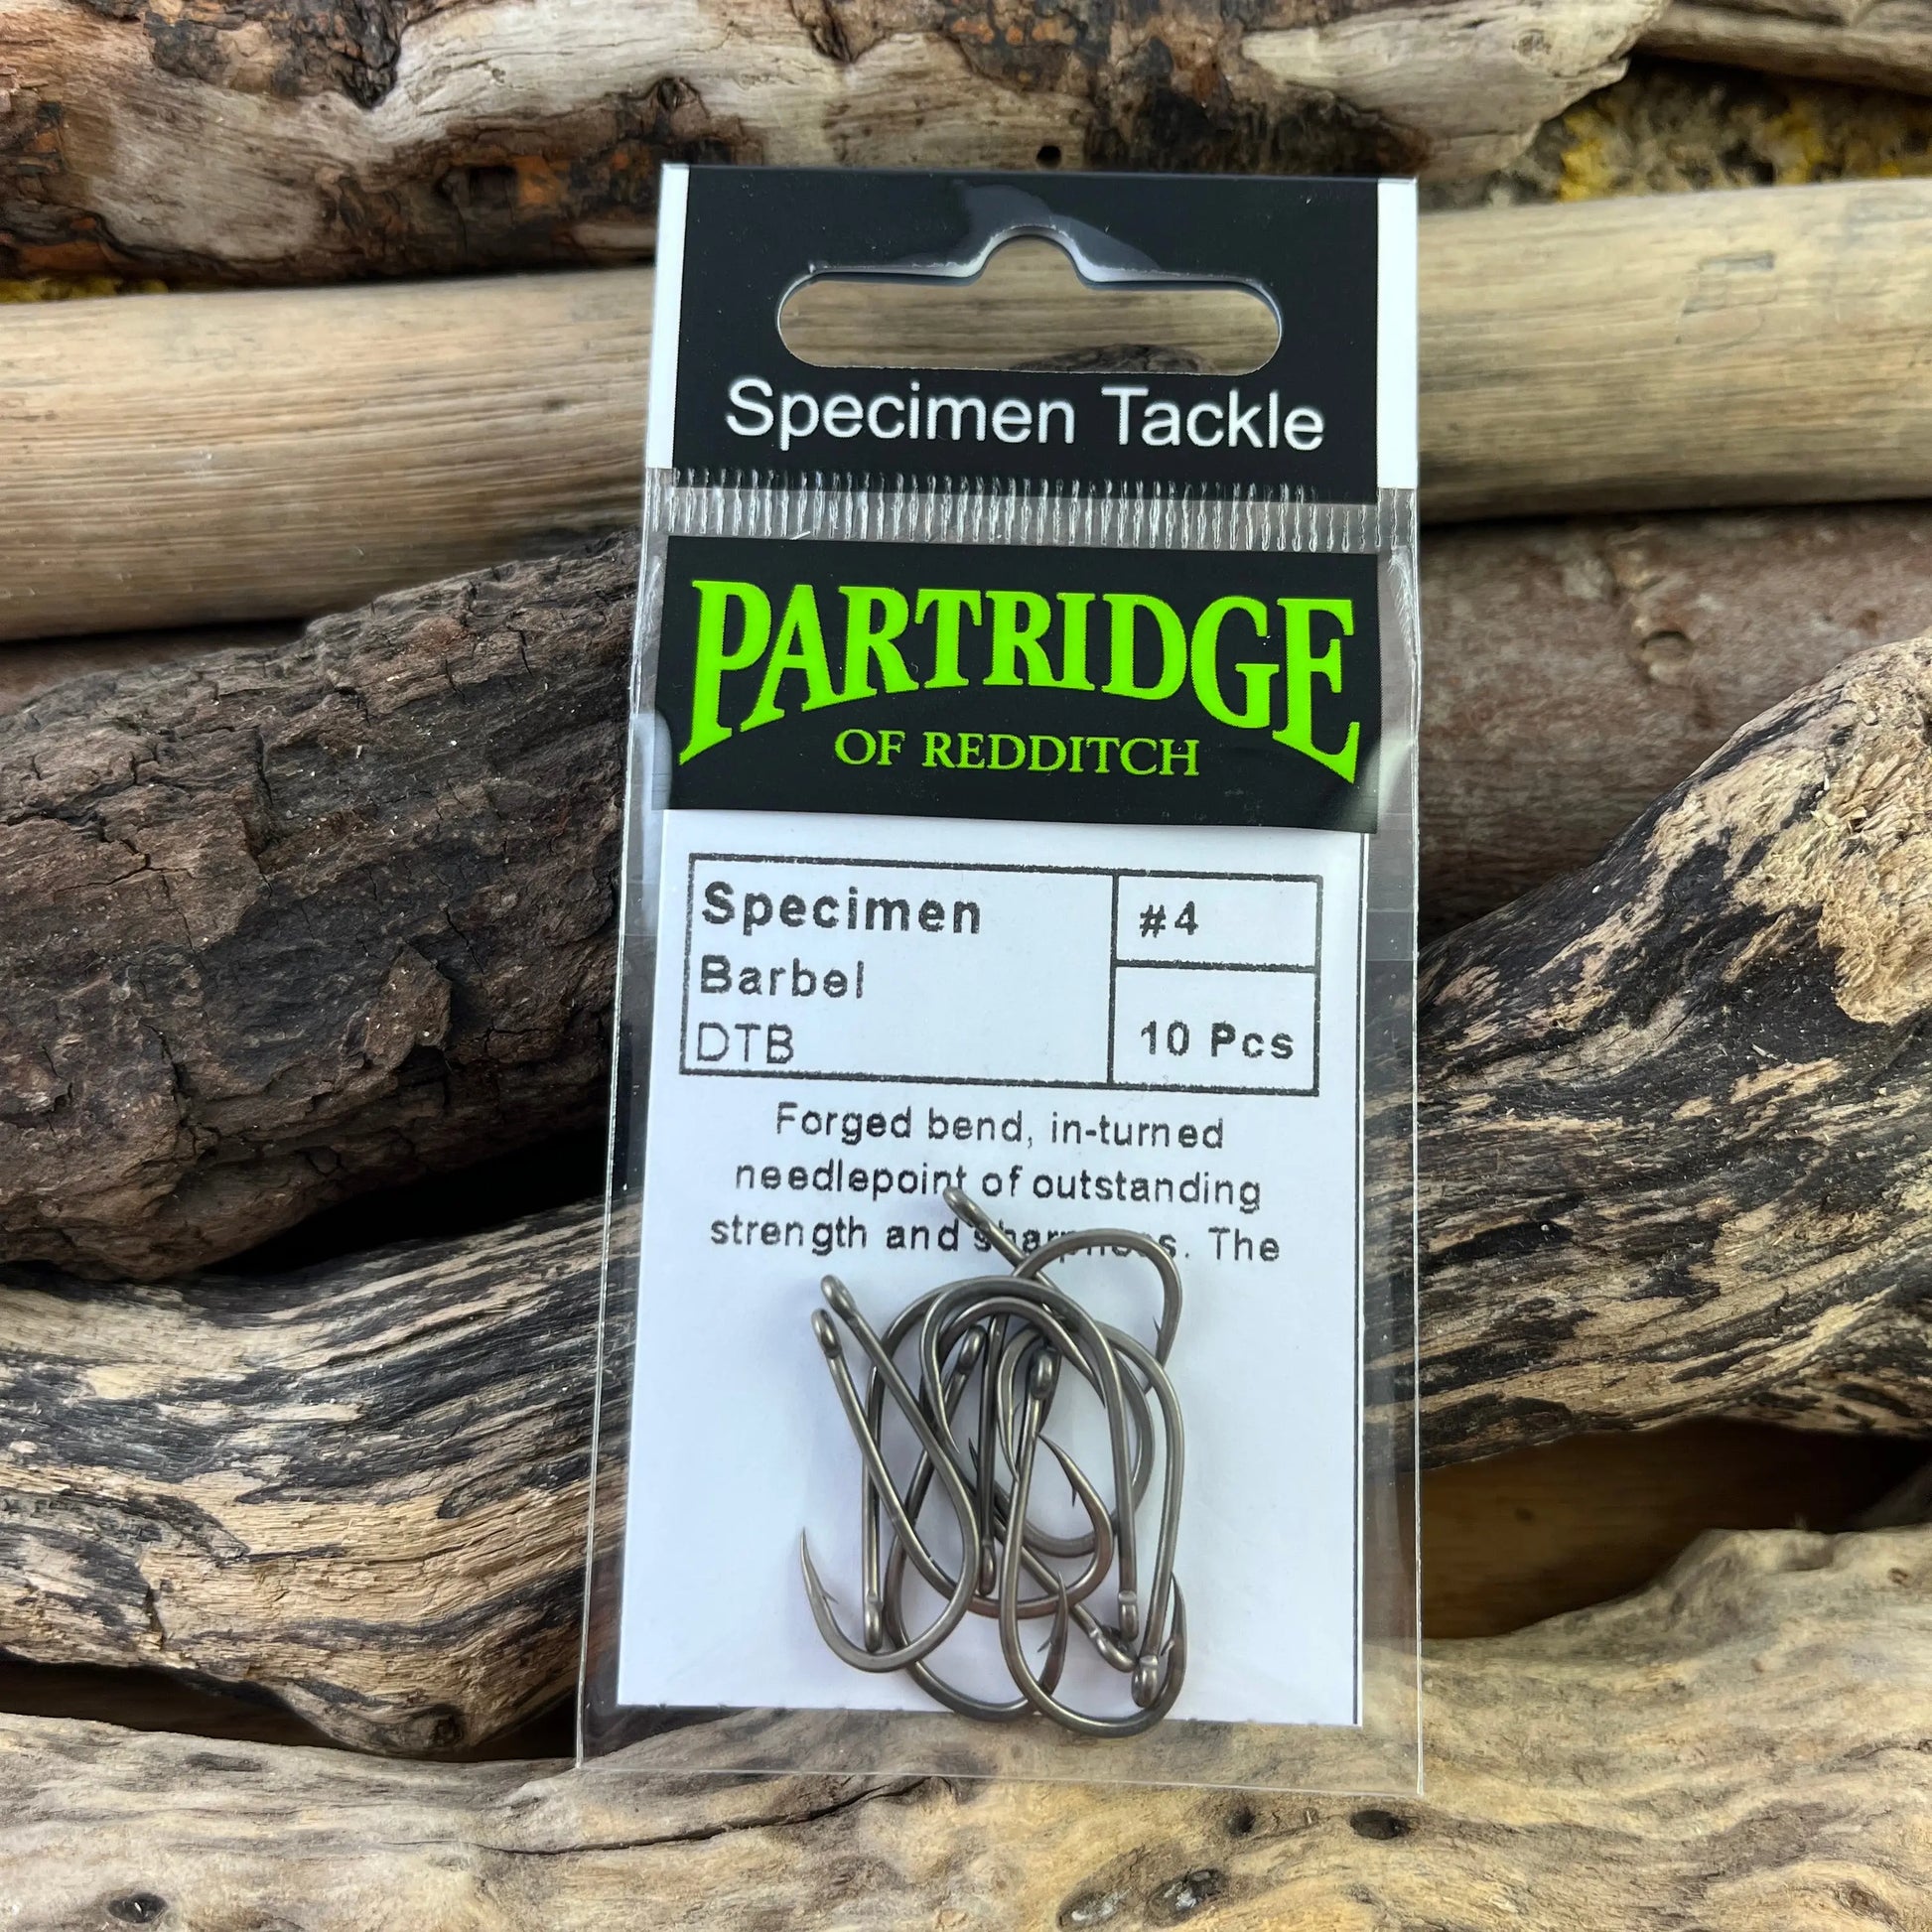 Specimen Tackle
PARTRIDGE
OF REDDITCH
Specimen
#4
Barbel
DTB
10 Pcs
Forged bend, in-turned
needlepoint of outstanding
strength and sharpness. The